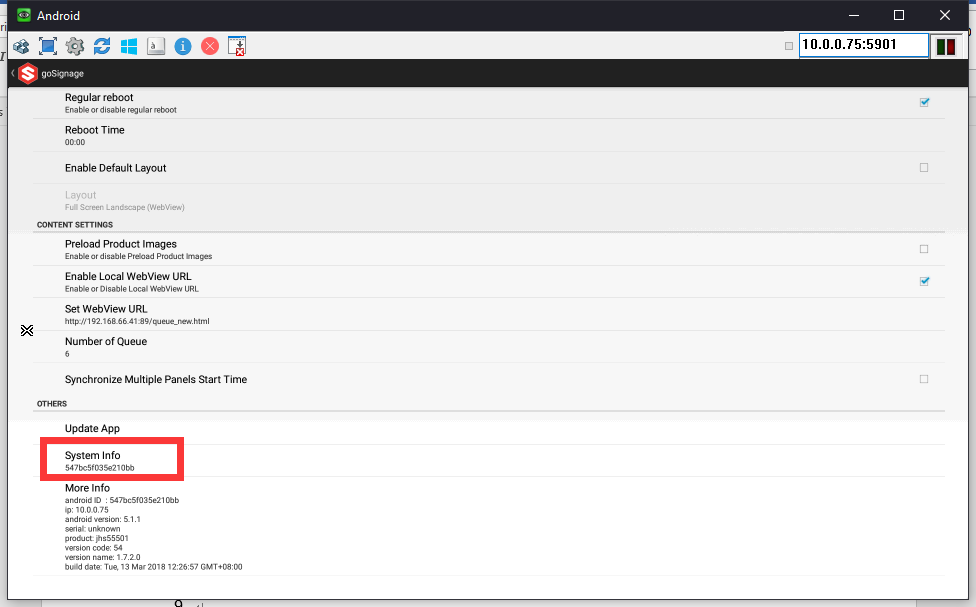 Android
10.0.0.75:5901
goSignage
Regular reboot
Enable or disable regular reboot
Reboot Time
00:00
Enable Default Layout
Layout
Full Screen Landscape (WebView)
CONTENT SETTINGS
Preload Product Images
Enable or disable Preload Product Images
Enable Local WebView URL
Enable or Disable Local WebView URL
Set WebView URL
http://192.168.66.41:89/queue_new.html
Number of Queue
6
Synchronize Multiple Panels Start Time
OTHERS
Update App
System Info
547bc5f035e210bb
More Info
android ID : 547bc5f035e210bb
ip: 10.0.0.75
android version: 5.1.1
serial: unknown
product: jhs55501
version code: 54
version name: 1.7.2.0
build date: Tue, 13 Mar 2018 12:26:57 GMT+08:00